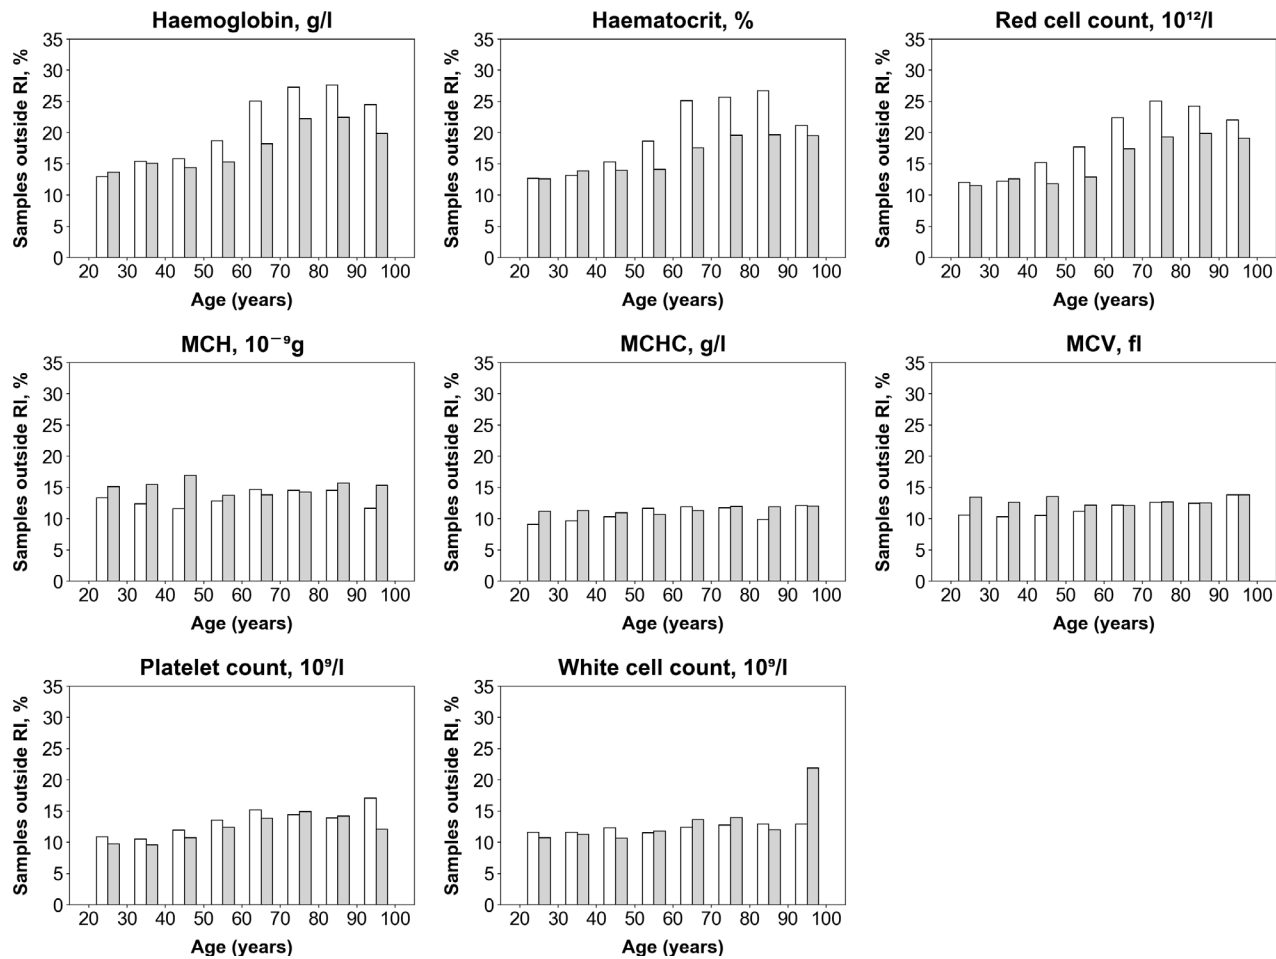 Haemoglobin, g/l
Samples outside RI, %
35
30
25
20
15
10
5
0
20 30 40 50 60 70 80 90 100
Age (years)
Haematocrit, %
Samples outside RI, %
35
30
25
20
15
10
5
0
20 30 40 50 60 70 80 90 100
Age (years)
Red cell count, 10¹²/l
Samples outside RI, %
35
30
25
20
15
10
5
0
20 30 40 50 60 70 80 90 100
Age (years)
MCH, 10⁻⁹g
Samples outside RI, %
35
30
25
20
15
10
5
0
20 30 40 50 60 70 80 90 100
Age (years)
MCHC, g/l
Samples outside RI, %
35
30
25
20
15
10
5
0
20 30 40 50 60 70 80 90 100
Age (years)
MCV, fl
Samples outside RI, %
35
30
25
20
15
10
5
0
20 30 40 50 60 70 80 90 100
Age (years)
Platelet count, 10⁹/l
Samples outside RI, %
35
30
25
20
15
10
5
0
20 30 40 50 60 70 80 90 100
Age (years)
White cell count, 10⁹/l
Samples outside RI, %
35
30
25
20
15
10
5
0
20 30 40 50 60 70 80 90 100
Age (years)